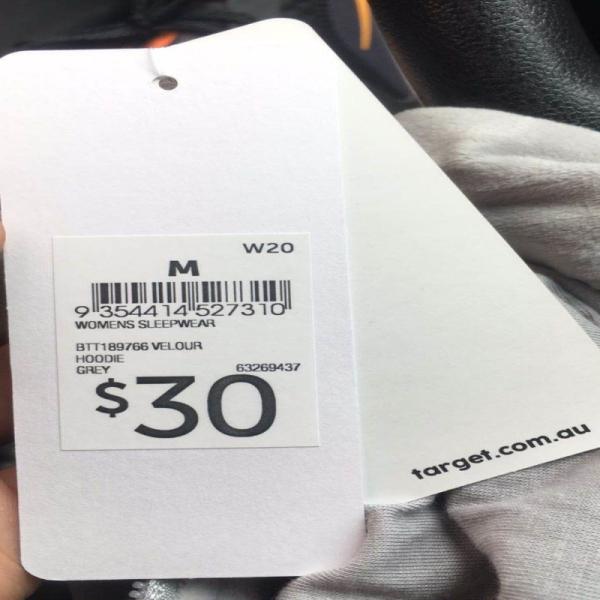 W20
M
9 354414 527310
WOMENS SLEEPWEAR
BTT189766 VELOUR
HOODIE
GREY 63269437
$30
target.com.au